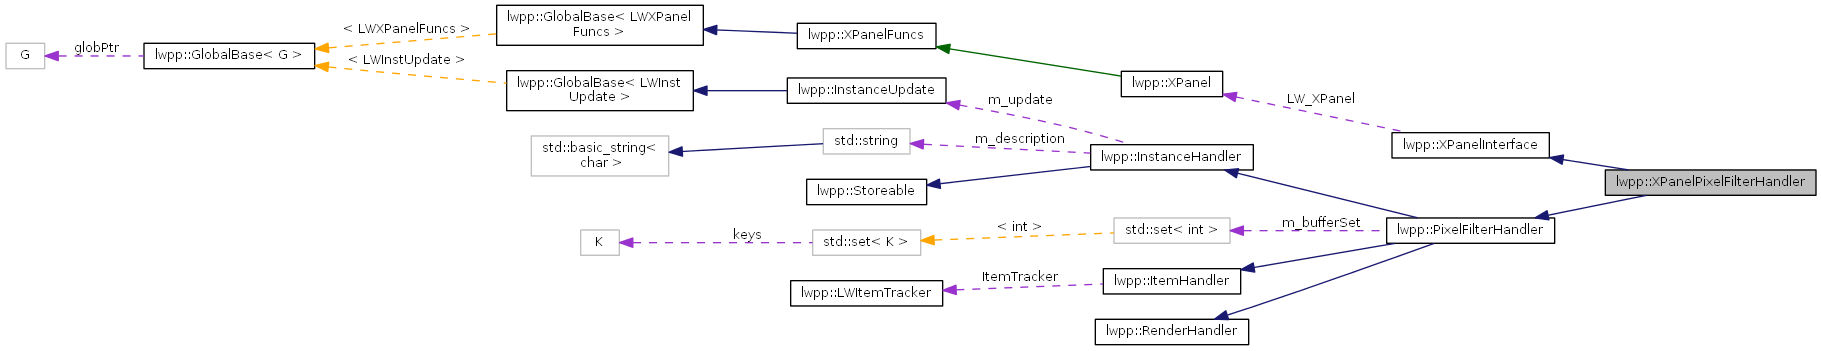 lwpp::GlobalBase< LWXPanel
Funcs >
< LWXPanelFuncs >
lwpp::XPanelFuncs
globPtr
G
lwpp::GlobalBase< G >
< LWInstUpdate >
lwpp::GlobalBase< LWInst
Update >
lwpp::InstanceUpdate
lwpp::XPanel
m_update
LW_XPanel
std::basic_string<
char >
std::string
m_description
lwpp::InstanceHandler
lwpp::XPanelInterface
lwpp::Storeable
lwpp::XPanelPixelFilterHandler
K
keys
std::set< K >
< int >
std::set< int >
m_bufferSet
lwpp::PixelFilterHandler
lwpp::LWItemTracker
ItemTracker
lwpp::ItemHandler
lwpp::RenderHandler